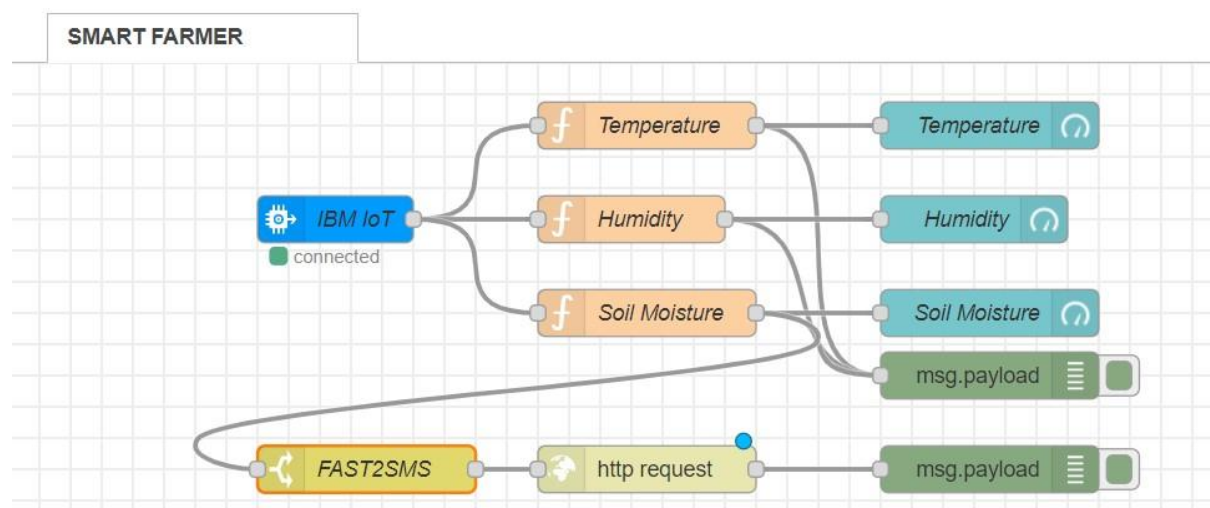 SMART FARMER
Temperature
Temperature
IBM IoT
Humidity
Humidity
connected
Soil Moisture
Soil Moisture
msg.payload
FAST2SMS
http request
msg.payload